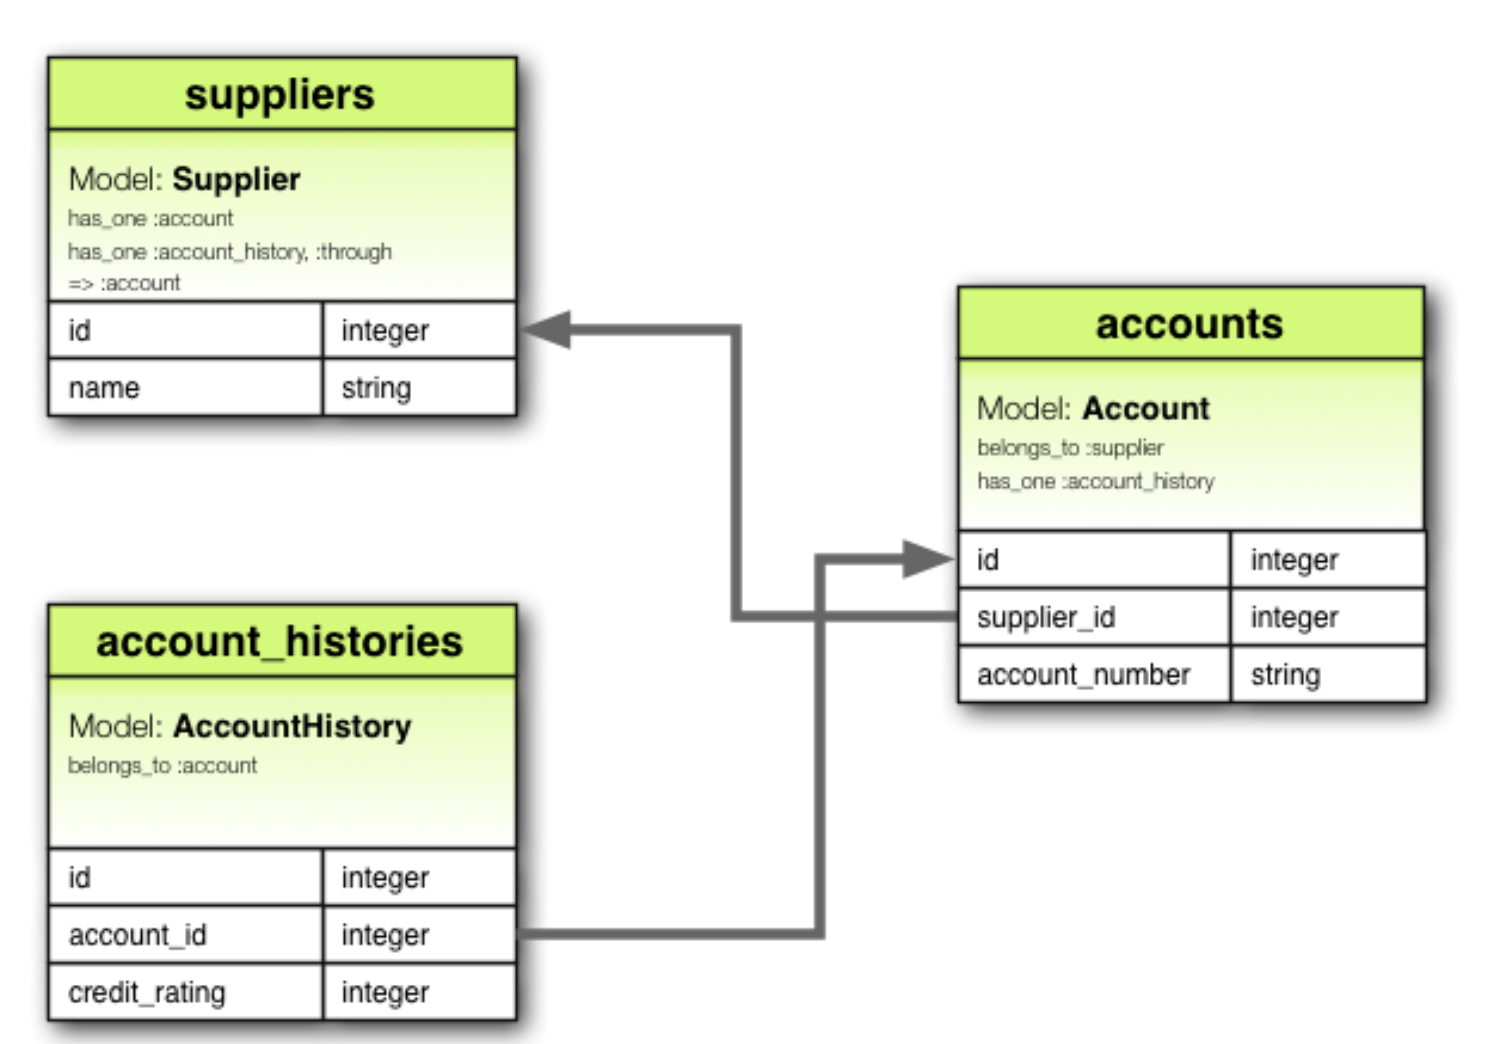 suppliers
Model: Supplier
has_one :account
has_one :account_history, :through
=> :account
id integer
name string
accounts
Model: Account
belongs_to :supplier
has_one :account_history
id integer
supplier_id integer
account_number string
account_histories
Model: AccountHistory
belongs_to :account
id integer
account_id integer
credit_rating integer